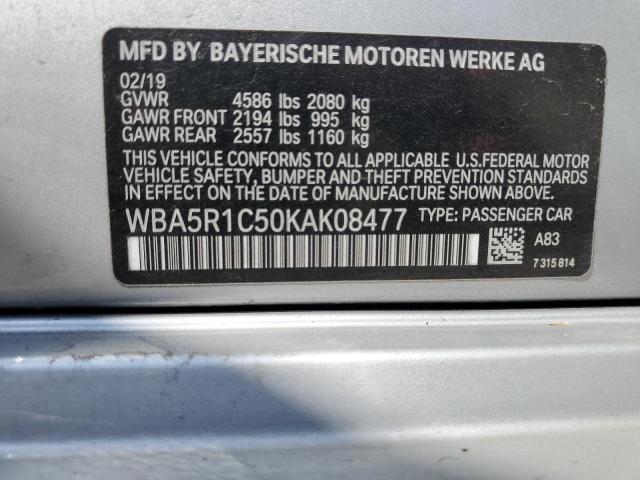 MFD BY BAYERISCHE MOTOREN WERKE AG
02/19
GVWR 4586 lbs 2080 kg
GAWR FRONT 2194 lbs 995 kg
GAWR REAR 2557 lbs 1160 kg
THIS VEHICLE CONFORMS TO ALL APPLICABLE U.S.FEDERAL MOTOR
VEHICLE SAFETY, BUMPER AND THEFT PREVENTION STANDARDS
IN EFFECT ON THE DATE OF MANUFACTURE SHOWN ABOVE.
WBA5R1C50KAK08477 TYPE: PASSENGER CAR
A83
7 315 814